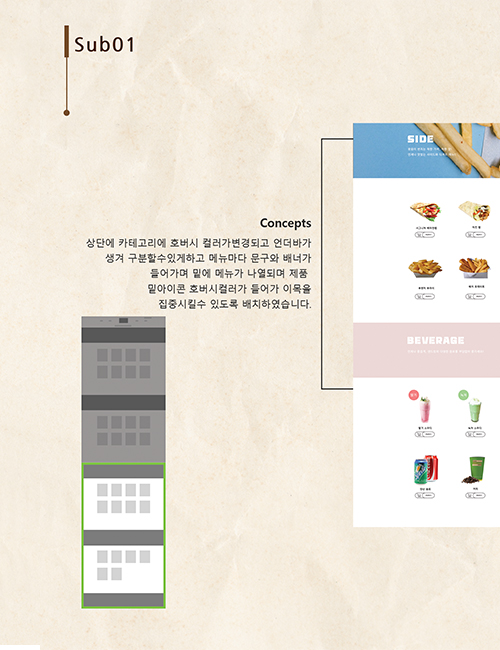 Sub01
Concepts
상단에 카테고리에 호버시 컬러가변경되고 언더바가
생겨 구분할수있게하고 메뉴마다 문구와 배너가
들어가며 밑에 메뉴가 나열되며 제품
밑아이콘 호버시컬러가 들어가 이목을
집중시킬수 있도록 배치하였습니다.
SIDE
BEVERAGE